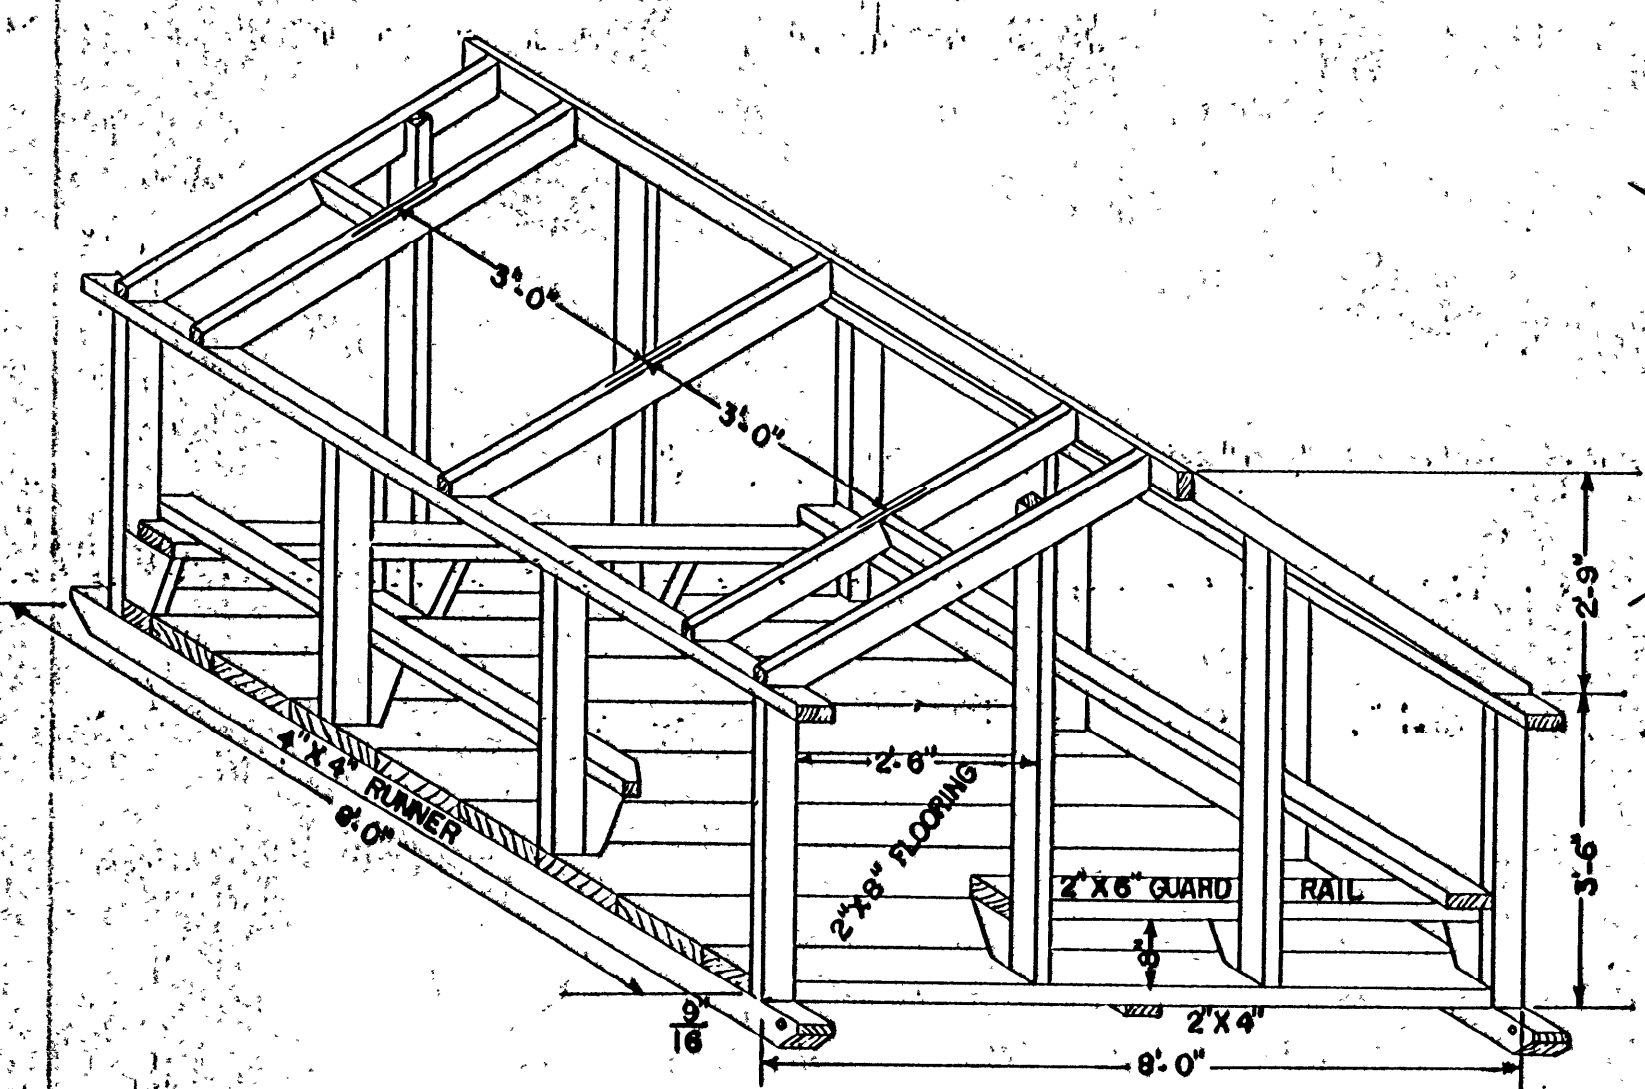 3'-0"
3'-0"
2'-9"
4" X 4" RUNNER
8'-0"
2'-6"
2" X 8" FLOORING
3'-6"
2" X 6" GUARD RAIL
8"
9"
16
2" X 4"
8'-0"